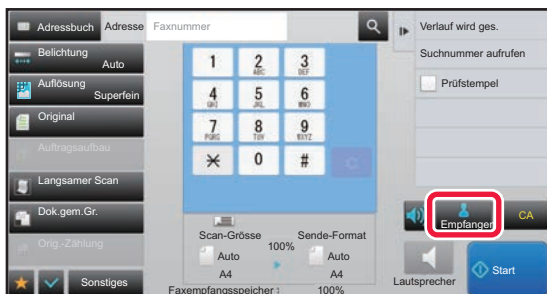 Adressbuch
Adresse
Faxnummer
Verlauf wird ges.
Belichtung
Auto
Suchnummer aufrufen
Auflösung
Superfein
Prüfstempel
Original
Auftragsaufbau
Langsamer Scan
Dok.gem.Gr.
Orig.-Zählung
Sonstiges
1
2
ABC
3
DEF
4
GHI
5
JKL
6
MNO
7
PQRS
8
TUV
9
WXYZ
0
#
C
Scan-Grösse
100%
Sende-Format
Auto
A4
Auto
A4
Faxempfangsspeicher :
100%
Empfänger
CA
Lautsprecher
Start